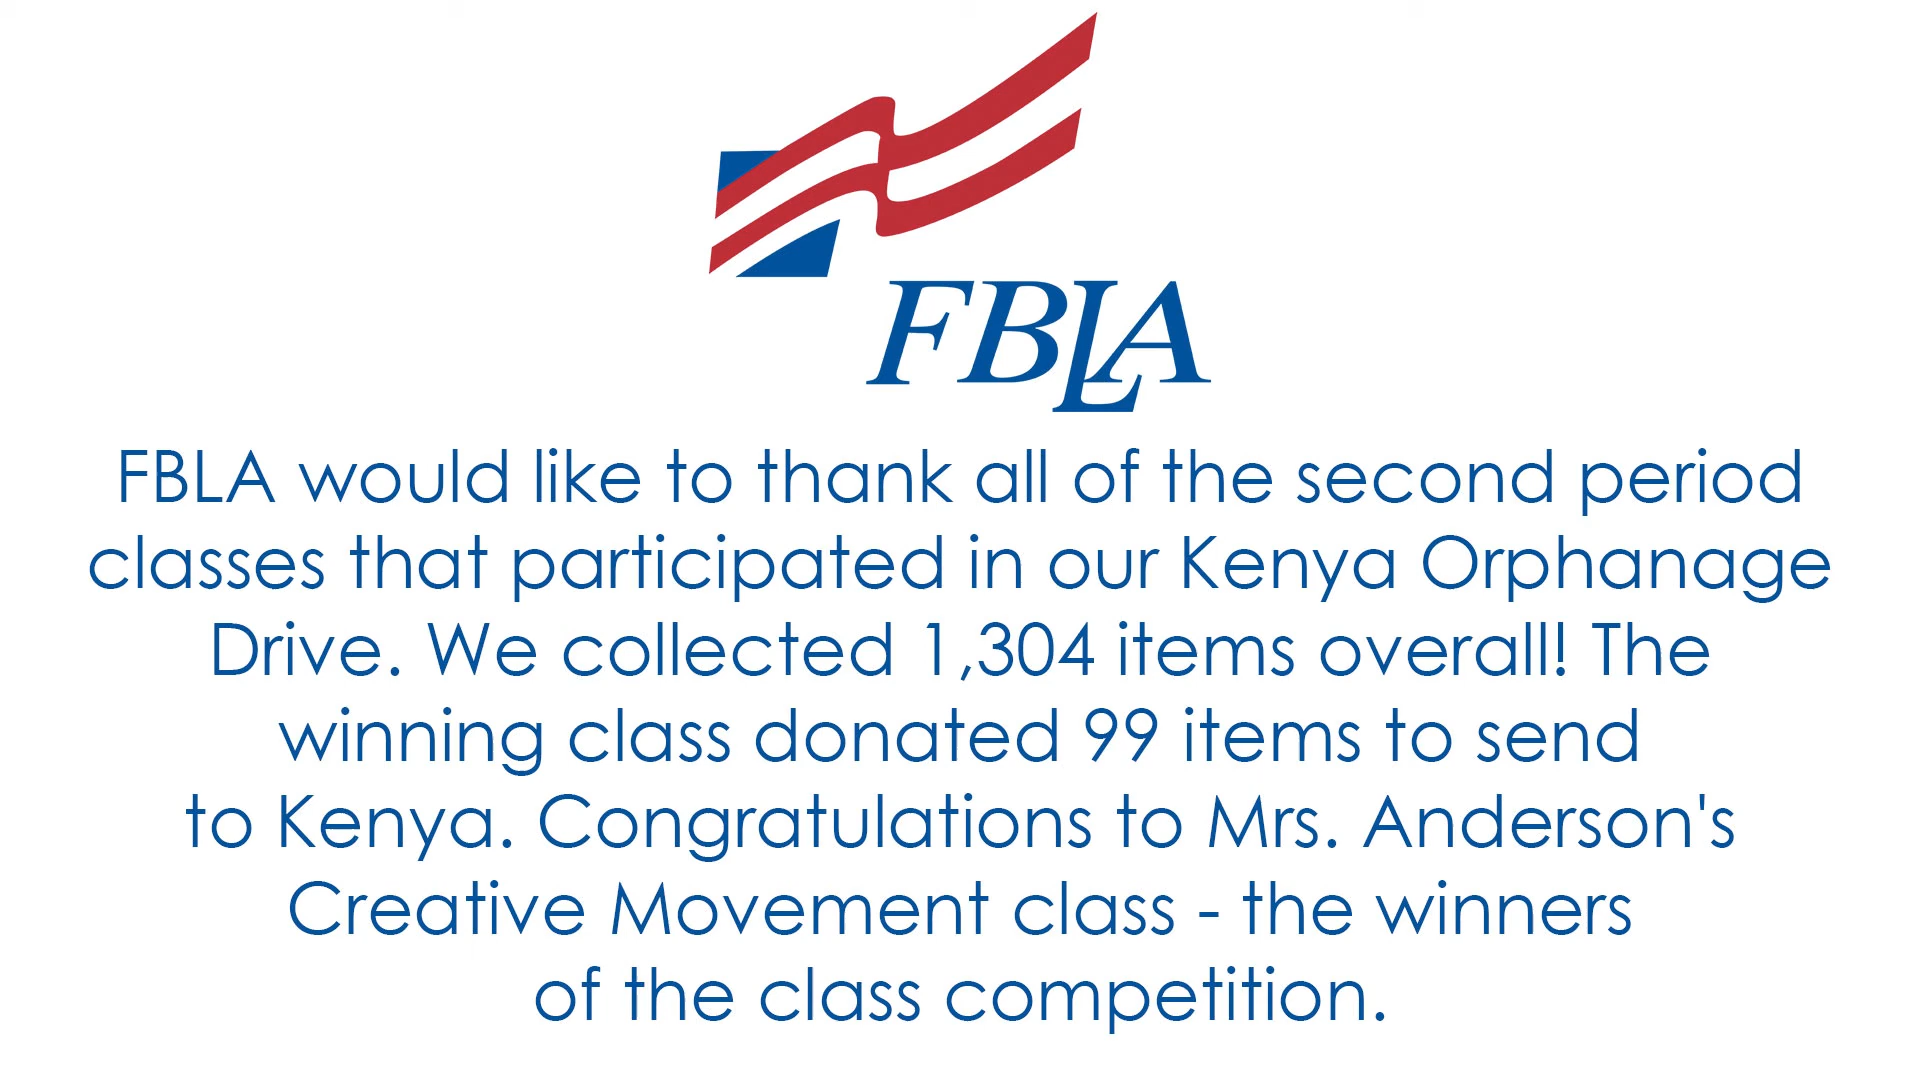 FBLA
FBLA would like to thank all of the second period
classes that participated in our Kenya Orphanage
Drive. We collected 1,304 items overall! The
winning class donated 99 items to send
to Kenya. Congratulations to Mrs. Anderson's
Creative Movement class - the winners
of the class competition.